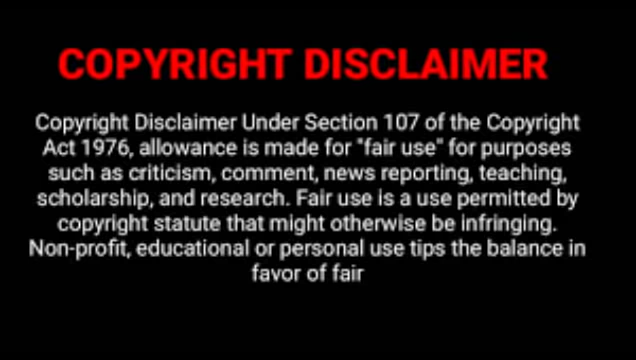 COPYRIGHT DISCLAIMER
Copyright Disclaimer Under Section 107 of the Copyright
Act 1976, allowance is made for "fair use" for purposes
such as criticism, comment, news reporting, teaching,
scholarship, and research. Fair use is a use permitted by
copyright statute that might otherwise be infringing.
Non-profit, educational or personal use tips the balance in
favor of fair